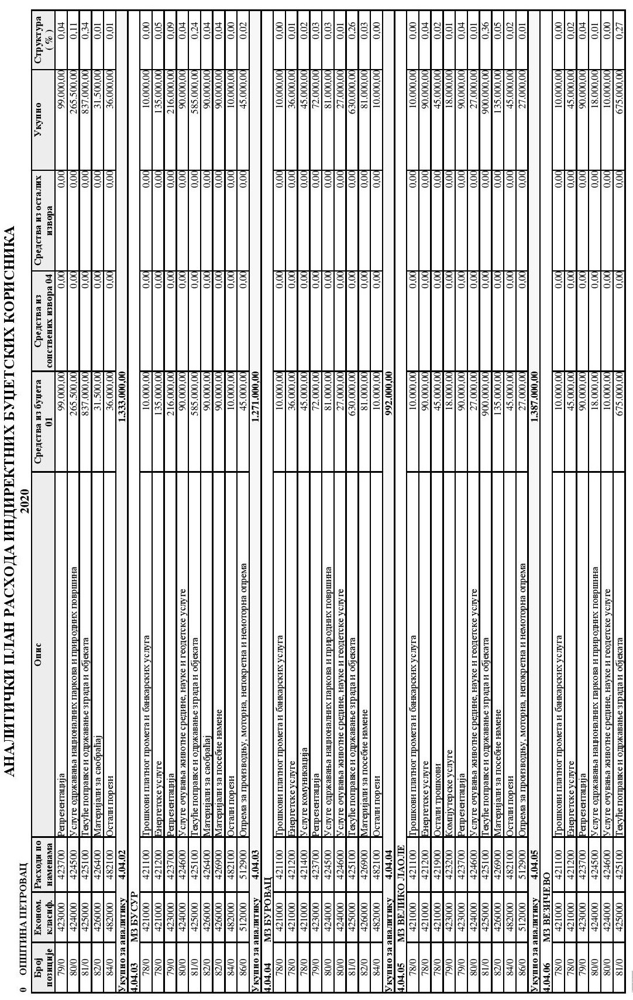 АНАЛИТИЧКИ ПЛАН РАСХОДА ИНДИРЕКТНИХ БУЏЕТСКИХ КОРИСНИКА
0 ОПШТИНА ПЕТРОВАЦ 2020
Број позиције Економ. класиф. Расходи по наменама Опис Средства из буџета 01 Средства из сопствених извора 04 Средства из осталих извора Укупно Структура ( % )
79/0 423000 423700 Репрезентација 99.000,00 0,00 0,00 99.000,00 0,04
80/0 424000 424500 Услуге одржавања националних паркова и природних површина 265.500,00 0,00 0,00 265.500,00 0,11
81/0 425000 425100 Текуће поправке и одржавање зграда и објеката 837.000,00 0,00 0,00 837.000,00 0,34
82/0 426000 426400 Материјали за саобраћај 31.500,00 0,00 0,00 31.500,00 0,01
84/0 482000 482100 Остали порези 36.000,00 0,00 0,00 36.000,00 0,01
Укупно за аналитику 4.04.02 1.333.000,00
4.04.03 МЗ БУСУР
78/0 421000 421100 Трошкови платног промета и банкарских услуга 10.000,00 0,00 0,00 10.000,00 0,00
78/0 421000 421200 Енергетске услуге 135.000,00 0,00 0,00 135.000,00 0,05
79/0 423000 423700 Репрезентација 216.000,00 0,00 0,00 216.000,00 0,09
80/0 424000 424600 Услуге очувања животне средине, науке и геодетске услуге 90.000,00 0,00 0,00 90.000,00 0,04
81/0 425000 425100 Текуће поправке и одржавање зграда и објеката 585.000,00 0,00 0,00 585.000,00 0,24
82/0 426000 426400 Материјали за саобраћај 90.000,00 0,00 0,00 90.000,00 0,04
82/0 426000 426900 Материјали за посебне намене 90.000,00 0,00 0,00 90.000,00 0,04
84/0 482000 482100 Остали порези 10.000,00 0,00 0,00 10.000,00 0,00
86/0 512000 512900 Опрема за производњу, моторна, непокретна и немоторна опрема 45.000,00 0,00 0,00 45.000,00 0,02
Укупно за аналитику 4.04.03 1.271.000,00
4.04.04 МЗ БУРОВАЦ
78/0 421000 421100 Трошкови платног промета и банкарских услуга 10.000,00 0,00 0,00 10.000,00 0,00
78/0 421000 421200 Енергетске услуге 36.000,00 0,00 0,00 36.000,00 0,01
78/0 421000 421400 Услуге комуникација 45.000,00 0,00 0,00 45.000,00 0,02
79/0 423000 423700 Репрезентација 72.000,00 0,00 0,00 72.000,00 0,03
80/0 424000 424500 Услуге одржавања националних паркова и природних површина 81.000,00 0,00 0,00 81.000,00 0,03
80/0 424000 424600 Услуге очувања животне средине, науке и геодетске услуге 27.000,00 0,00 0,00 27.000,00 0,01
81/0 425000 425100 Текуће поправке и одржавање зграда и објеката 630.000,00 0,00 0,00 630.000,00 0,26
82/0 426000 426900 Материјали за посебне намене 81.000,00 0,00 0,00 81.000,00 0,03
84/0 482000 482100 Остали порези 10.000,00 0,00 0,00 10.000,00 0,00
Укупно за аналитику 4.04.04 992.000,00
4.04.05 МЗ ВЕЛИКО ЛАОЛЕ
78/0 421000 421100 Трошкови платног промета и банкарских услуга 10.000,00 0,00 0,00 10.000,00 0,00
78/0 421000 421200 Енергетске услуге 90.000,00 0,00 0,00 90.000,00 0,04
78/0 421000 421900 Остали трошкови 45.000,00 0,00 0,00 45.000,00 0,02
79/0 423000 423200 Компјутерске услуге 18.000,00 0,00 0,00 18.000,00 0,01
79/0 423000 423700 Репрезентација 90.000,00 0,00 0,00 90.000,00 0,04
80/0 424000 424600 Услуге очувања животне средине, науке и геодетске услуге 27.000,00 0,00 0,00 27.000,00 0,01
81/0 425000 425100 Текуће поправке и одржавање зграда и објеката 900.000,00 0,00 0,00 900.000,00 0,36
82/0 426000 426900 Материјали за посебне намене 135.000,00 0,00 0,00 135.000,00 0,05
84/0 482000 482100 Остали порези 45.000,00 0,00 0,00 45.000,00 0,02
86/0 512000 512900 Опрема за производњу, моторна, непокретна и немоторна опрема 27.000,00 0,00 0,00 27.000,00 0,01
Укупно за аналитику 4.04.05 1.387.000,00
4.04.06 МЗ ВЕЗИЧЕВО
78/0 421000 421100 Трошкови платног промета и банкарских услуга 10.000,00 0,00 0,00 10.000,00 0,00
78/0 421000 421200 Енергетске услуге 45.000,00 0,00 0,00 45.000,00 0,02
79/0 423000 423700 Репрезентација 90.000,00 0,00 0,00 90.000,00 0,04
80/0 424000 424500 Услуге одржавања националних паркова и природних површина 18.000,00 0,00 0,00 18.000,00 0,01
80/0 424000 424600 Услуге очувања животне средине, науке и геодетске услуге 10.000,00 0,00 0,00 10.000,00 0,00
81/0 425000 425100 Текуће поправке и одржавање зграда и објеката 675.000,00 0,00 0,00 675.000,00 0,27